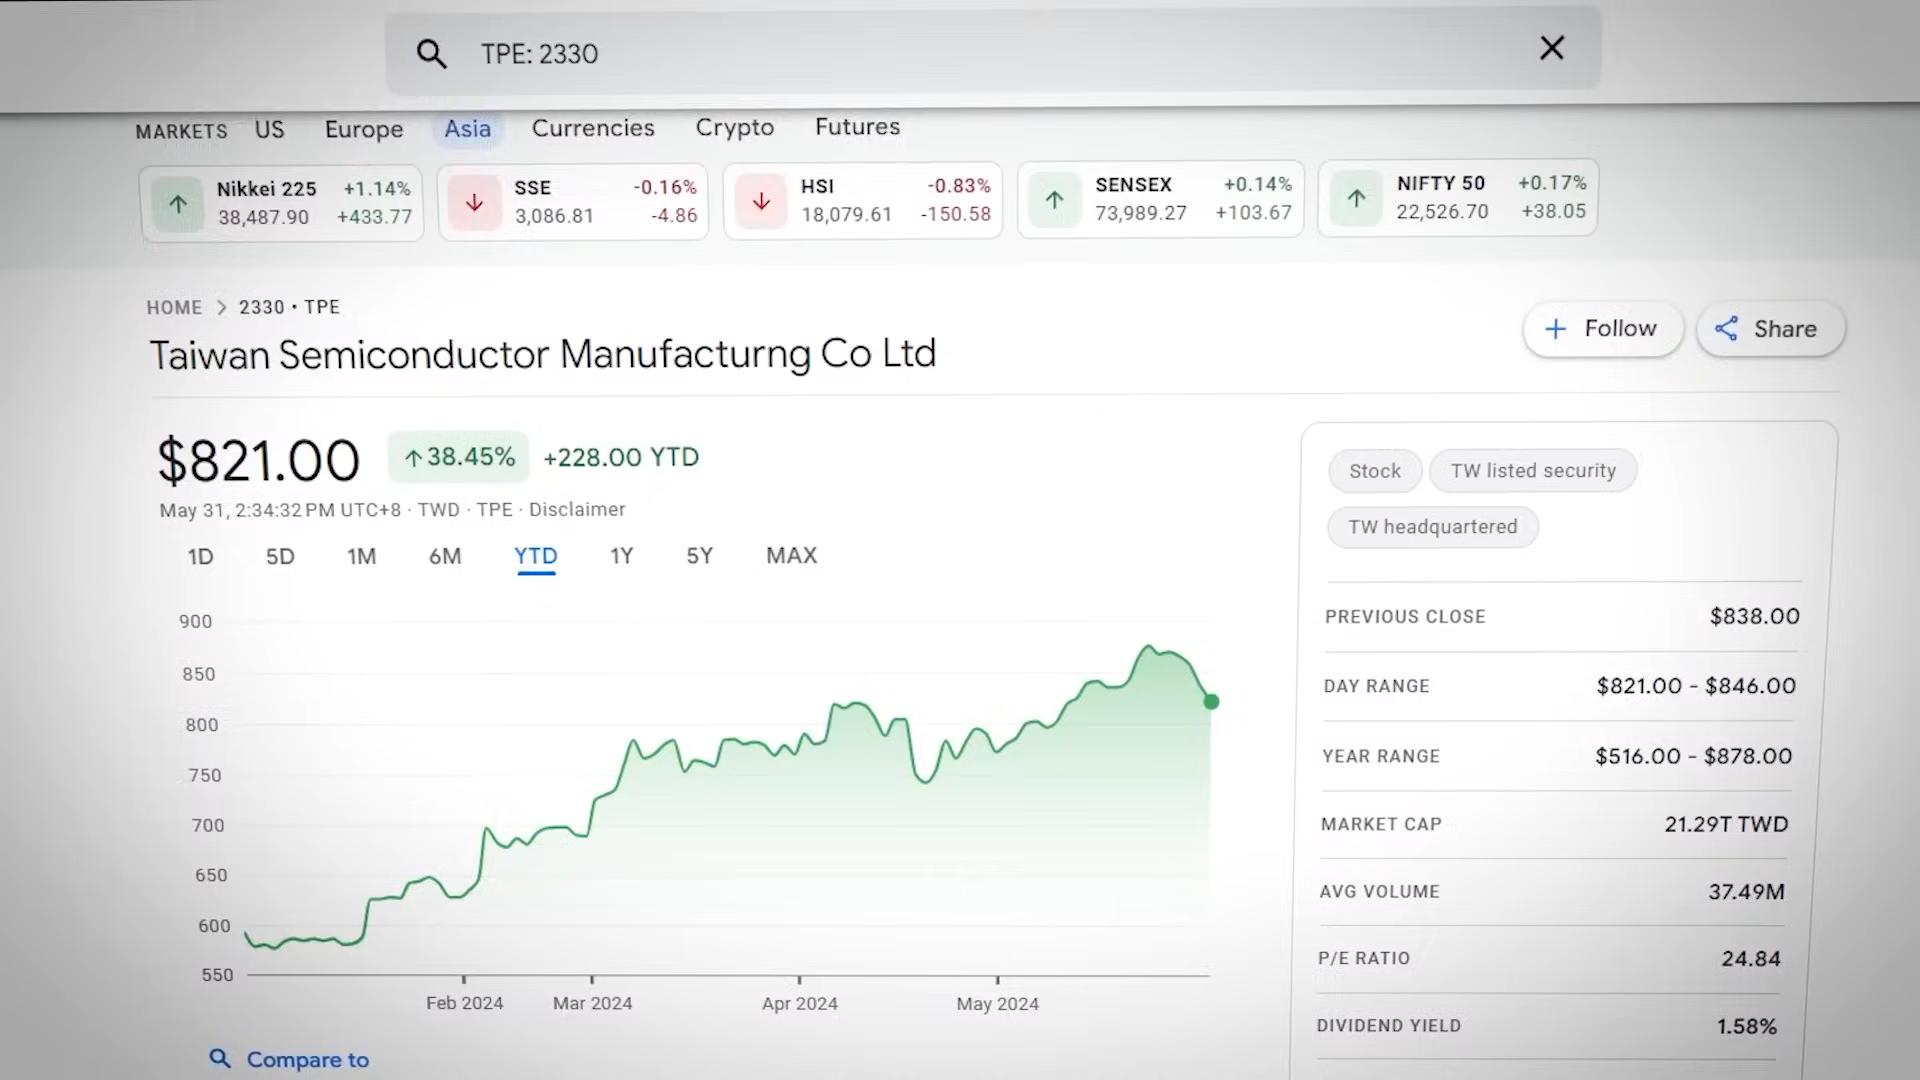 TPE: 2330
MARKETS US Europe Asia Currencies Crypto Futures
Nikkei 225 +1.14%
38,487.90 +433.77
SSE -0.16%
3,086.81 -4.86
HSI -0.83%
18,079.61 -150.58
SENSEX +0.14%
73,989.27 +103.67
NIFTY 50 +0.17%
22,526.70 +38.05
HOME > 2330 • TPE
Taiwan Semiconductor Manufacturng Co Ltd
+ Follow
Share
$821.00 ↑38.45% +228.00 YTD
May 31, 2:34:32 PM UTC+8 · TWD · TPE · Disclaimer
1D 5D 1M 6M YTD 1Y 5Y MAX
900
850
800
750
700
650
600
550
Feb 2024 Mar 2024 Apr 2024 May 2024
Compare to
Stock TW listed security
TW headquartered
PREVIOUS CLOSE $838.00
DAY RANGE $821.00 - $846.00
YEAR RANGE $516.00 - $878.00
MARKET CAP 21.29T TWD
AVG VOLUME 37.49M
P/E RATIO 24.84
DIVIDEND YIELD 1.58%